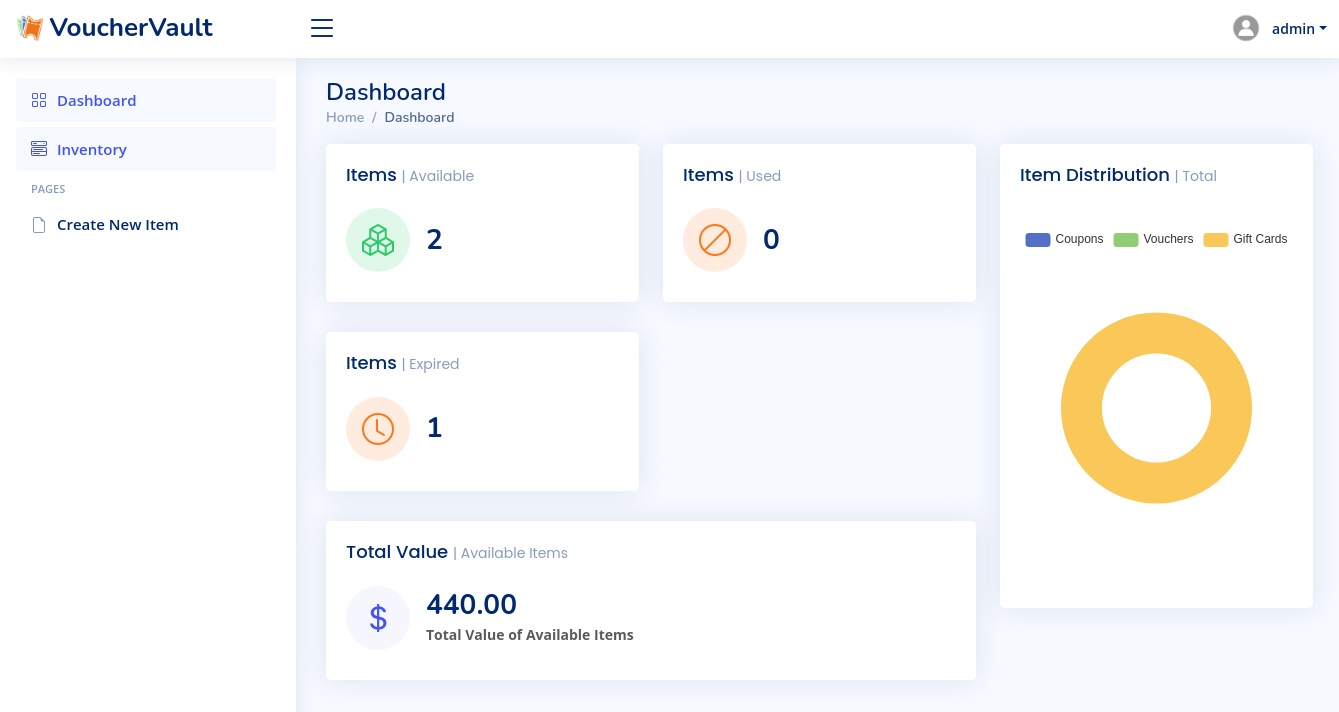 VoucherVault
admin
Dashboard
Inventory
PAGES
Create New Item
Dashboard
Home / Dashboard
Items | Available
2
Items | Used
0
Items | Expired
1
Total Value | Available Items
$
440.00
Total Value of Available Items
Item Distribution | Total
Coupons Vouchers Gift Cards